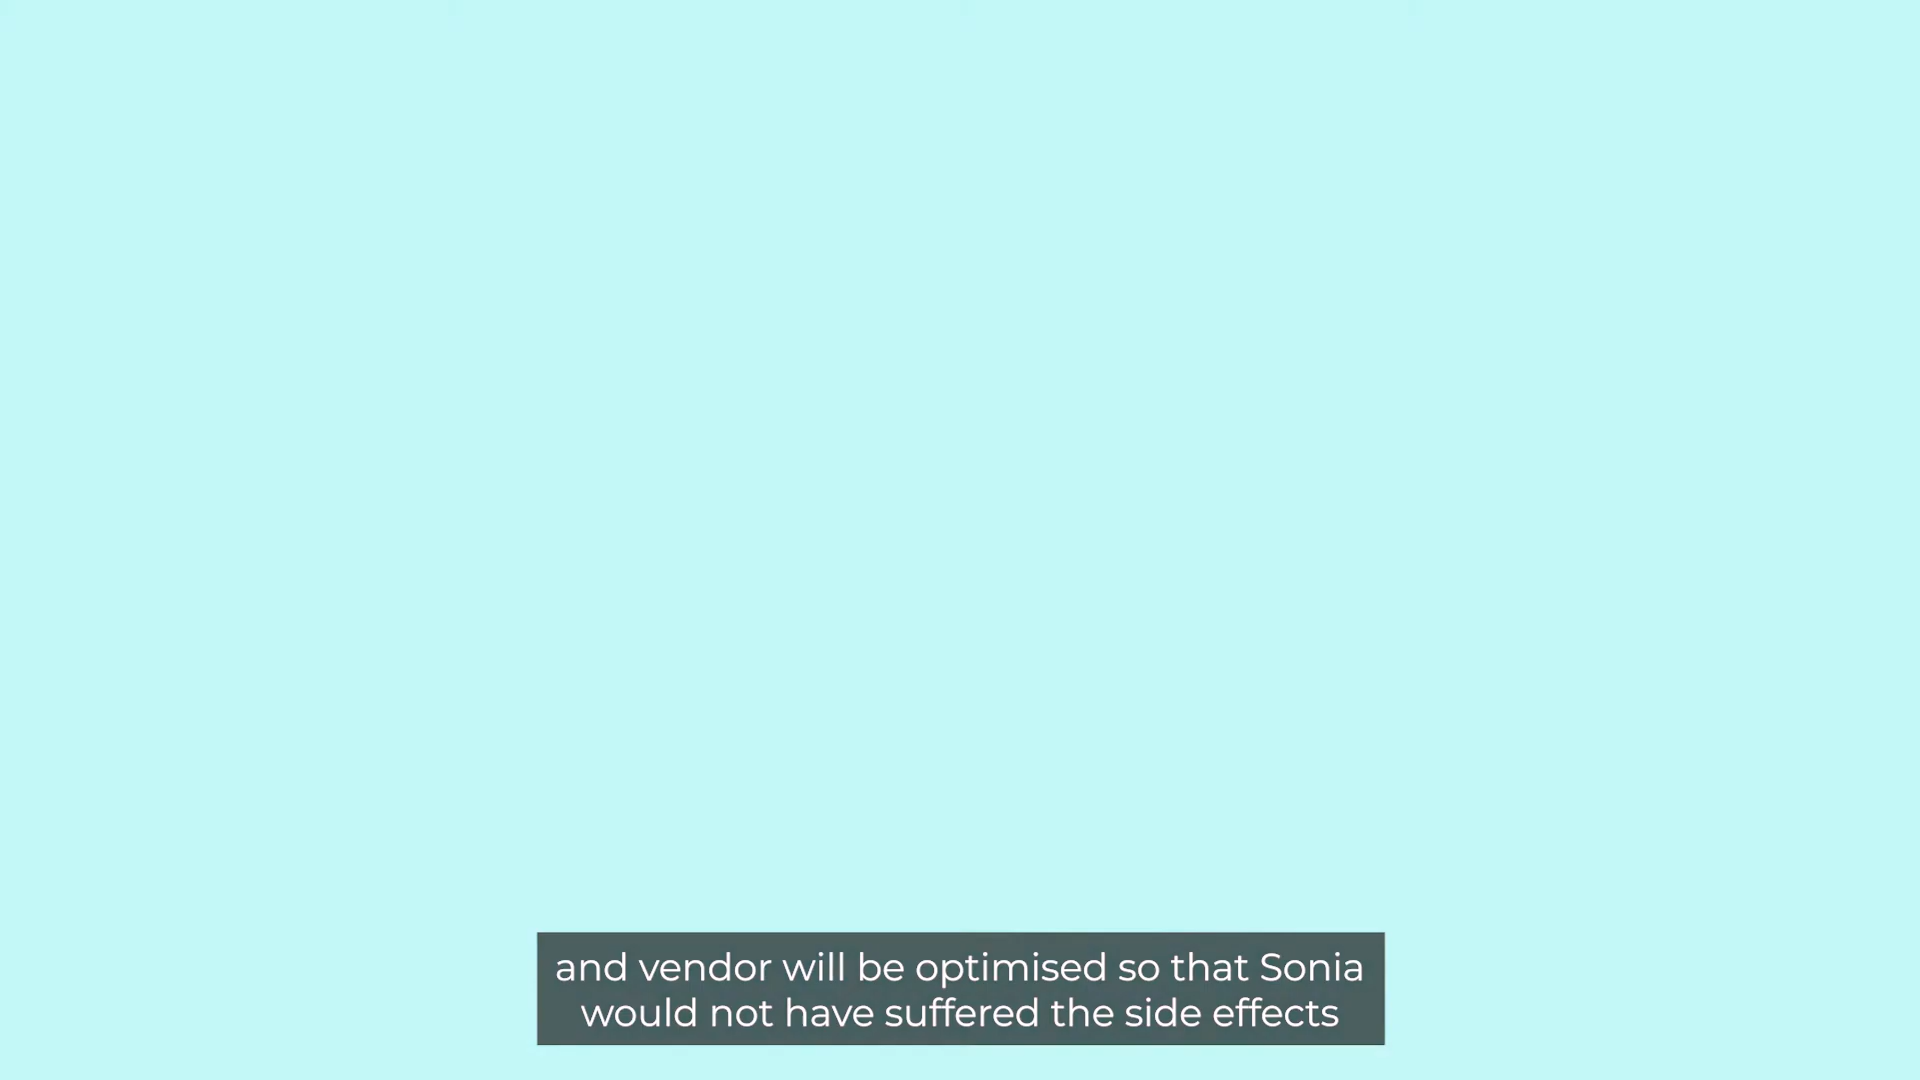 and vendor will be optimised so that Sonia
would not have suffered the side effects